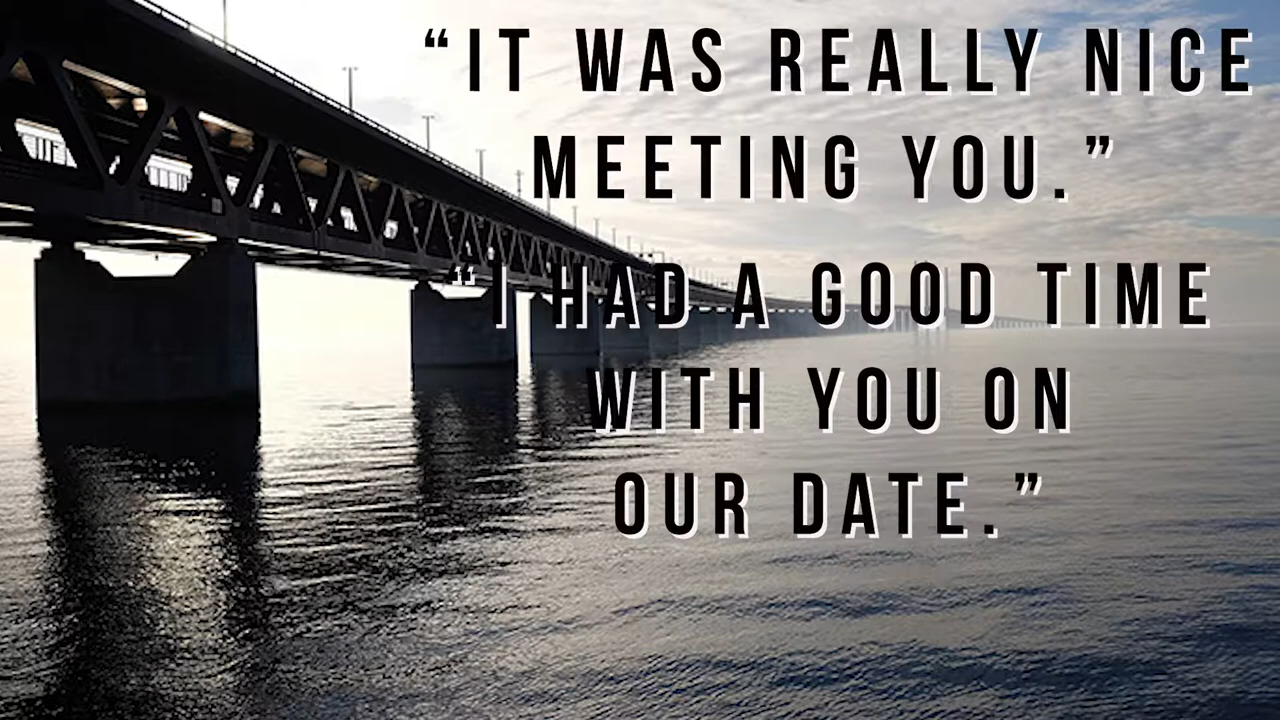 “IT WAS REALLY NICE
MEETING YOU.”
“I HAD A GOOD TIME
WITH YOU ON
OUR DATE.”